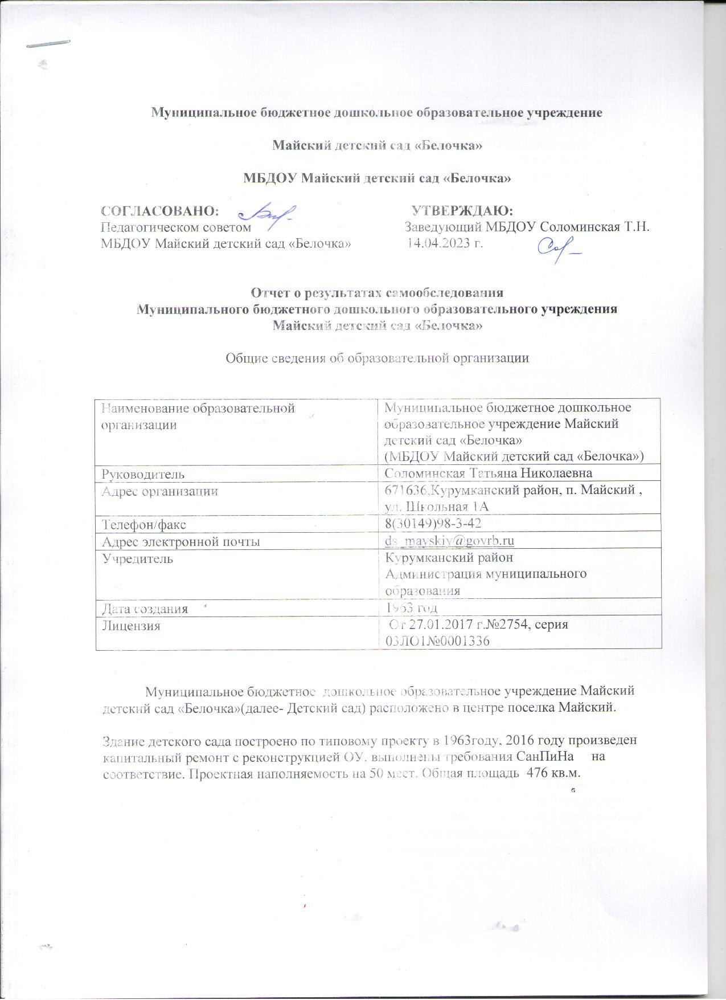 Муниципальное бюджетное дошкольное образовательное учреждение
Майский детский сад «Белочка»
МБДОУ Майский детский сад «Белочка»
СОГЛАСОВАНО:
Педагогическом советом
МБДОУ Майский детский сад «Белочка»
УТВЕРЖДАЮ:
Заведующий МБДОУ Соломинская Т.Н.
14.04.2023 г.
Отчет о результатах самообследования
Муниципального бюджетного дошкольного образовательного учреждения
Майский детский сад «Белочка»
Общие сведения об образовательной организации
Наименование образовательной
организации
Муниципальное бюджетное дошкольное
образовательное учреждение Майский
детский сад «Белочка»
(МБДОУ Майский детский сад «Белочка»)
Руководитель
Соломинская Татьяна Николаевна
Адрес организации
671636,Курумканский район, п. Майский ,
ул. Школьная 1А
Телефон/факс
8(30149)98-3-42
Адрес электронной почты
ds_mayskiy@govrb.ru
Учредитель
Курумканский район
Администрация муниципального
образования
Дата создания
1963 год
Лицензия
От 27.01.2017 г.№2754, серия
03ЛО1№0001336
Муниципальное бюджетное дошкольное образовательное учреждение Майский
детский сад «Белочка»(далее- Детский сад) расположено в центре поселка Майский.
Здание детского сада построено по типовому проекту в 1963году, 2016 году произведен
капитальный ремонт с реконструкцией ОУ, выполнены требования СанПиНа на
соответствие. Проектная наполняемость на 50 мест. Общая площадь 476 кв.м.